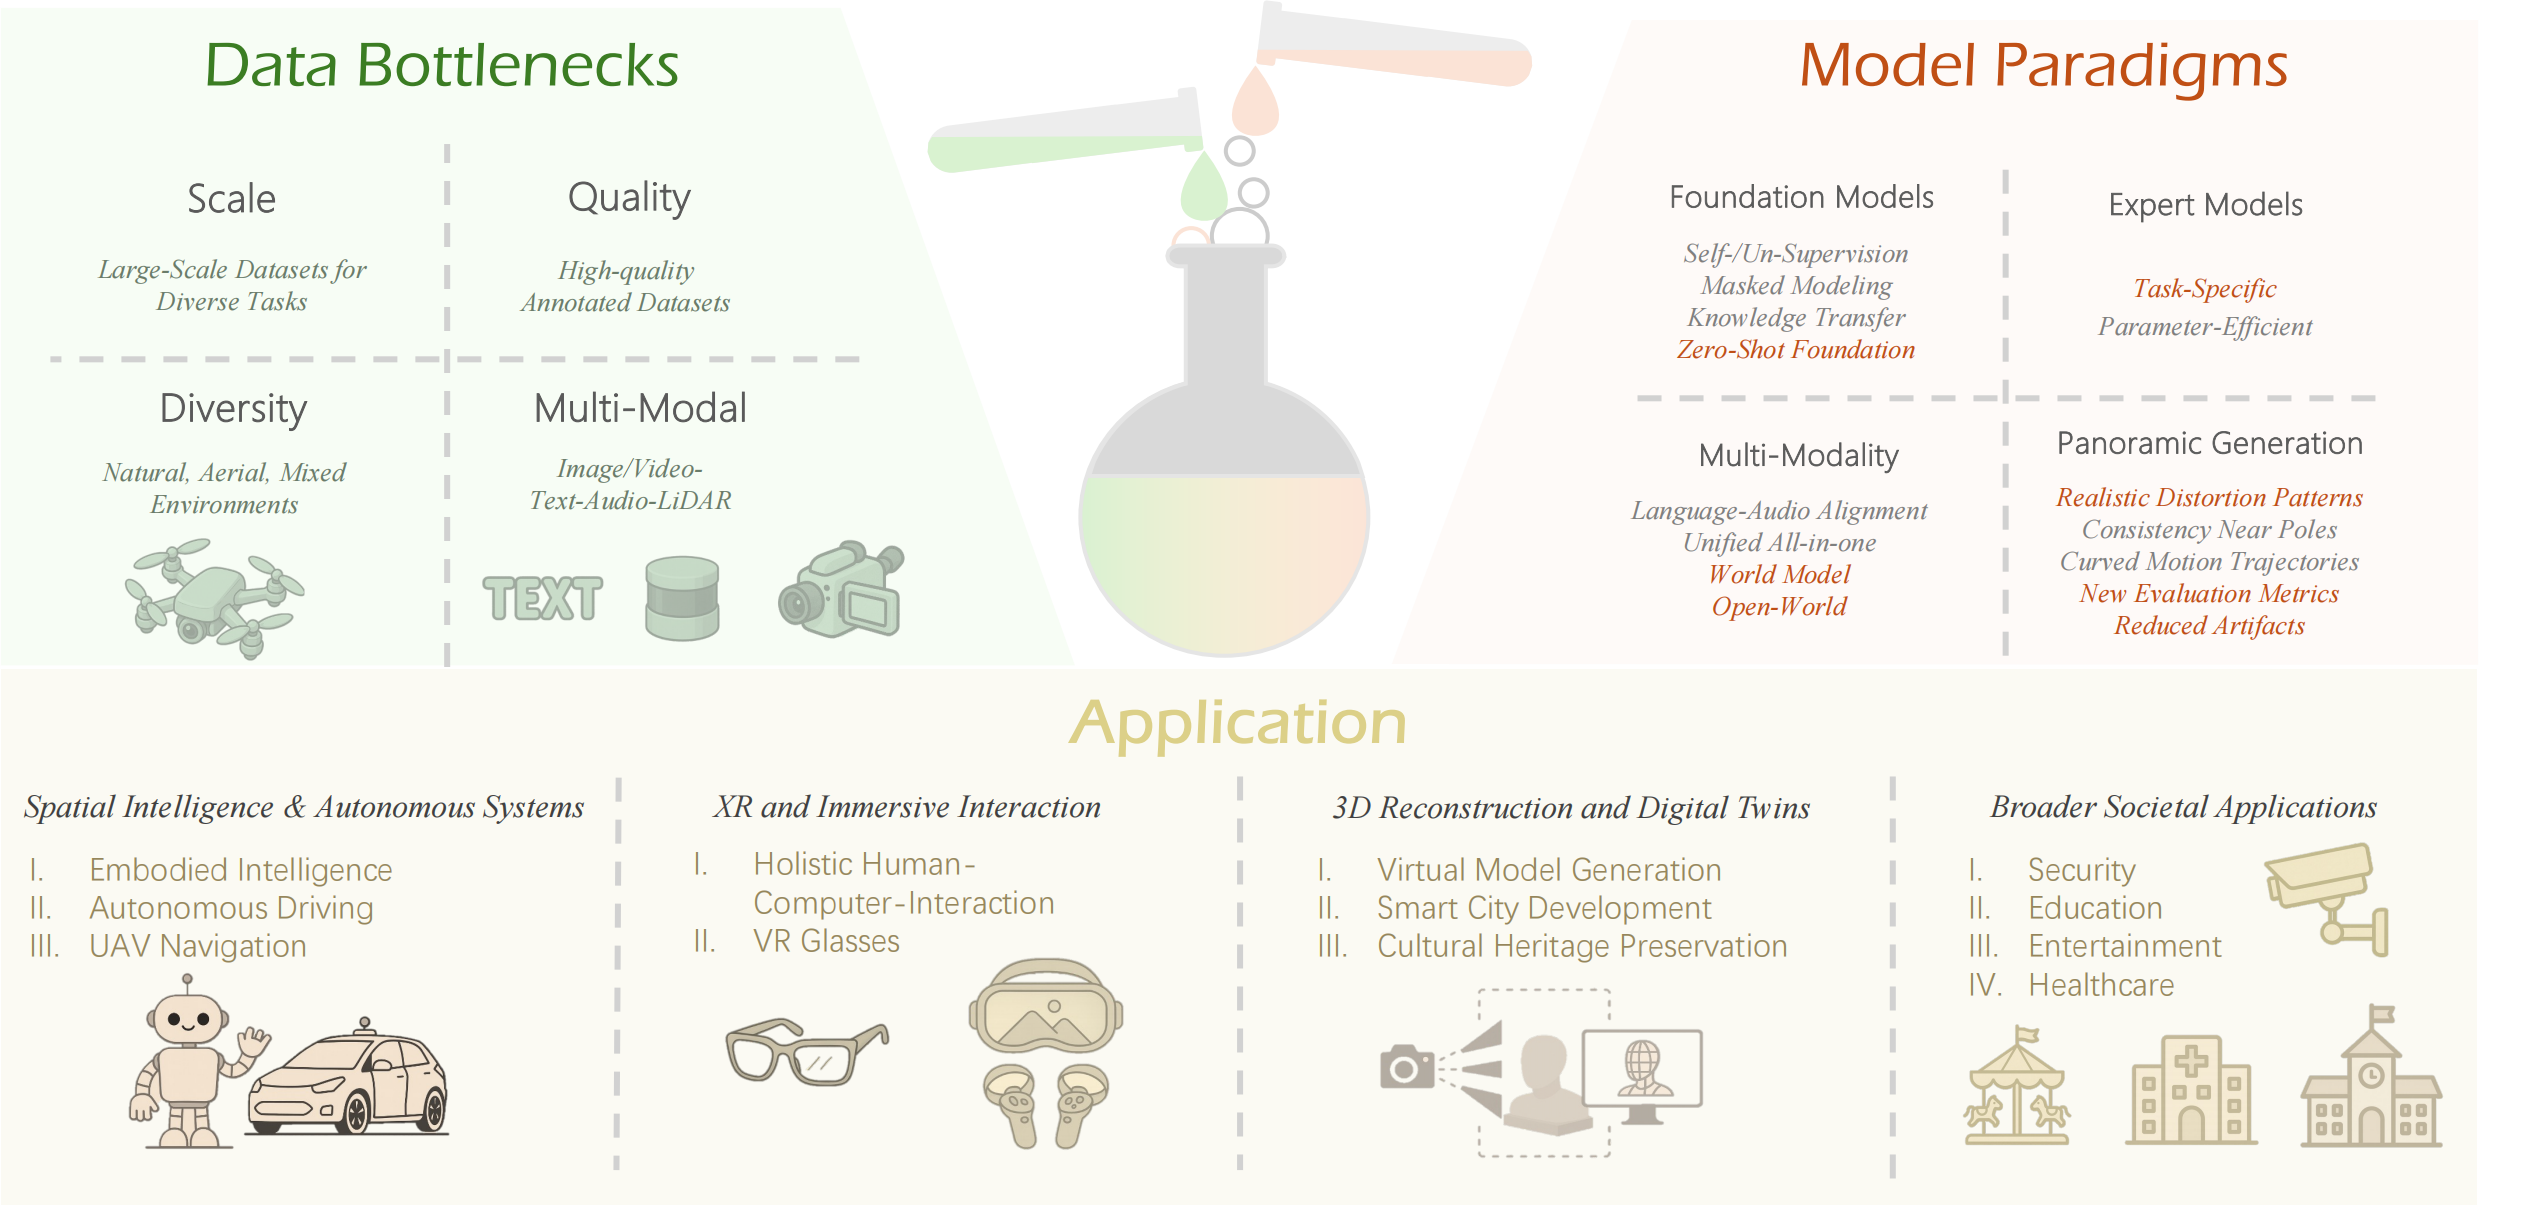 Data Bottlenecks
Scale
Large-Scale Datasets for
Diverse Tasks
Quality
High-quality
Annotated Datasets
Diversity
Natural, Aerial, Mixed
Environments
Multi-Modal
Image/Video-
Text-Audio-LiDAR
TEXT
Model Paradigms
Foundation Models
Self-/Un-Supervision
Masked Modeling
Knowledge Transfer
Zero-Shot Foundation
Expert Models
Task-Specific
Parameter-Efficient
Multi-Modality
Language-Audio Alignment
Unified All-in-one
World Model
Open-World
Panoramic Generation
Realistic Distortion Patterns
Consistency Near Poles
Curved Motion Trajectories
New Evaluation Metrics
Reduced Artifacts
Application
Spatial Intelligence & Autonomous Systems
I. Embodied Intelligence
II. Autonomous Driving
III. UAV Navigation
XR and Immersive Interaction
I. Holistic Human-
Computer-Interaction
II. VR Glasses
3D Reconstruction and Digital Twins
I. Virtual Model Generation
II. Smart City Development
III. Cultural Heritage Preservation
Broader Societal Applications
I. Security
II. Education
III. Entertainment
IV. Healthcare